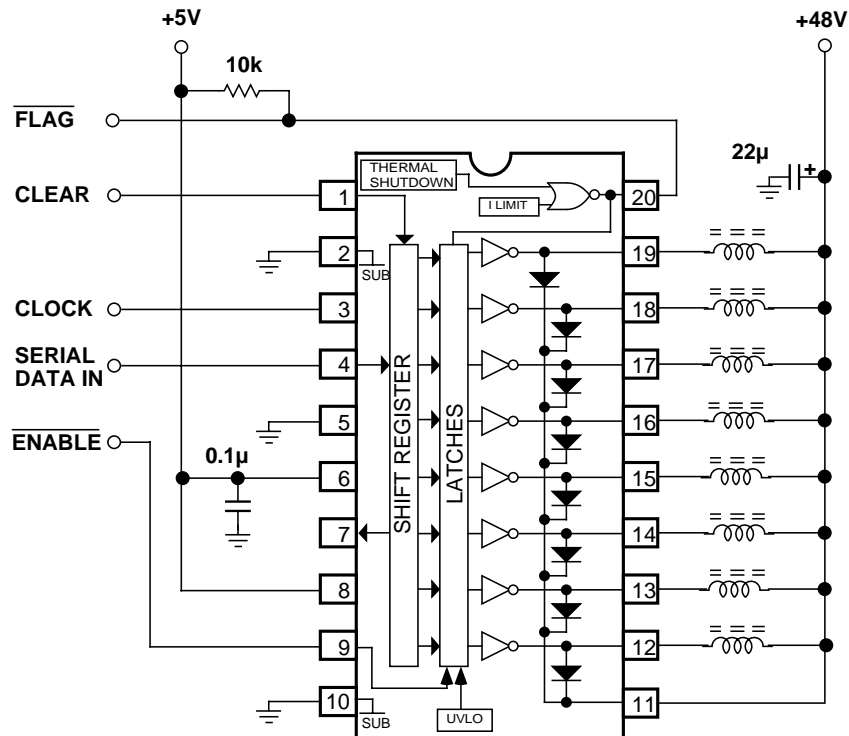 +5V
+48V
10k
FLAG
22µ
+
THERMAL
SHUTDOWN
I LIMIT
CLEAR
1
20
2
SUB
19
CLOCK
3
18
SERIAL
DATA IN
4
17
5
16
ENABLE
0.1µ
6
15
SHIFT REGISTER
LATCHES
7
14
8
13
9
12
10
SUB
UVLO
11